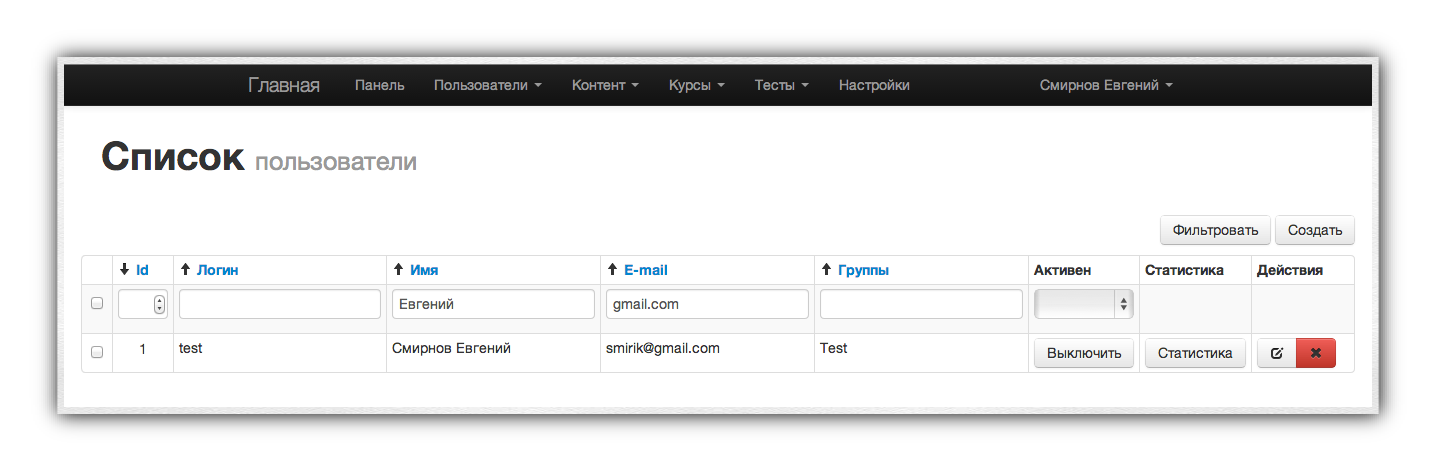 Главная Панель Пользователи Контент Курсы Тесты Настройки Смирнов Евгений
Список пользователи
Фильтровать Создать
Id Логин Имя E-mail Группы Активен Статистика Действия
Евгений gmail.com
1 test Смирнов Евгений smirik@gmail.com Test Выключить Статистика